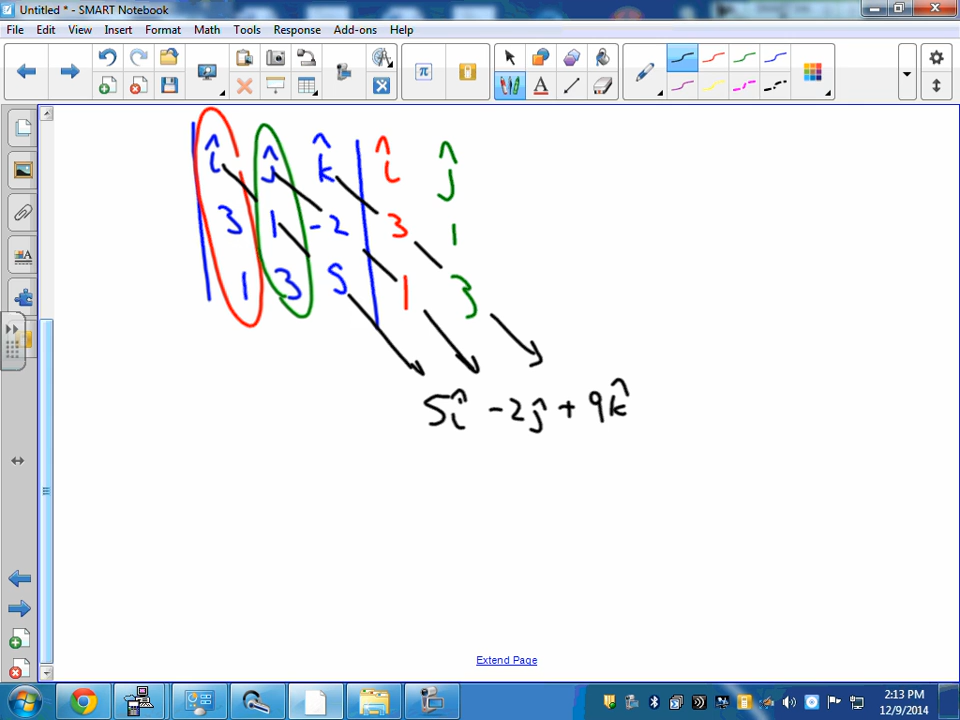 Untitled * - SMART Notebook
File Edit View Insert Format Math Tools Response Add-ons Help
î ĵ k̂ î ĵ
3 1 -2 3 1
1 3 5 1 3
5î - 2ĵ + 9k̂
Extend Page
2:13 PM
12/9/2014